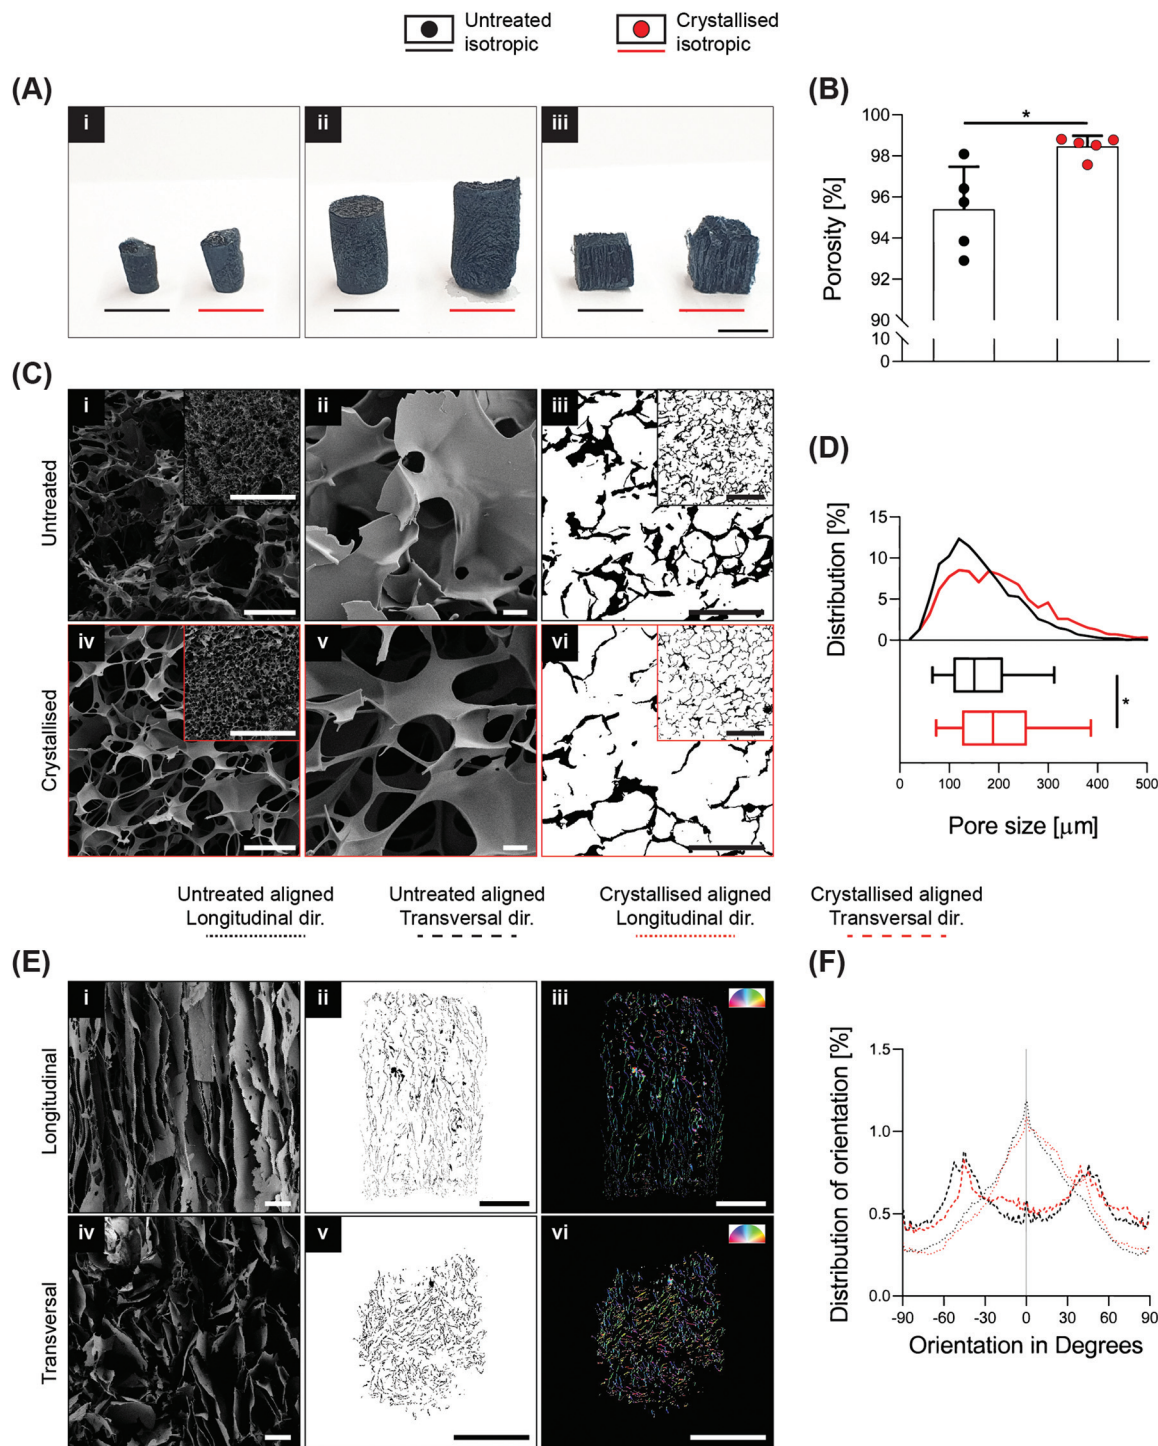 Untreated
isotropic
Crystallised
isotropic
(A)
i
ii
iii
(B)
Porosity [%]
100
98
96
94
92
90
10
0
*
(C)
Untreated
i
ii
iii
Crystallised
iv
v
vi
(D)
Distribution [%]
15
10
5
0
*
0 100 200 300 400 500
Pore size [μm]
Untreated aligned
Longitudinal dir.
Untreated aligned
Transversal dir.
Crystallised aligned
Longitudinal dir.
Crystallised aligned
Transversal dir.
(E)
Longitudinal
i
ii
iii
Transversal
iv
v
vi
(F)
Distribution of orientation [%]
1.5
1.0
0.5
0.0
-90 -60 -30 0 30 60 90
Orientation in Degrees